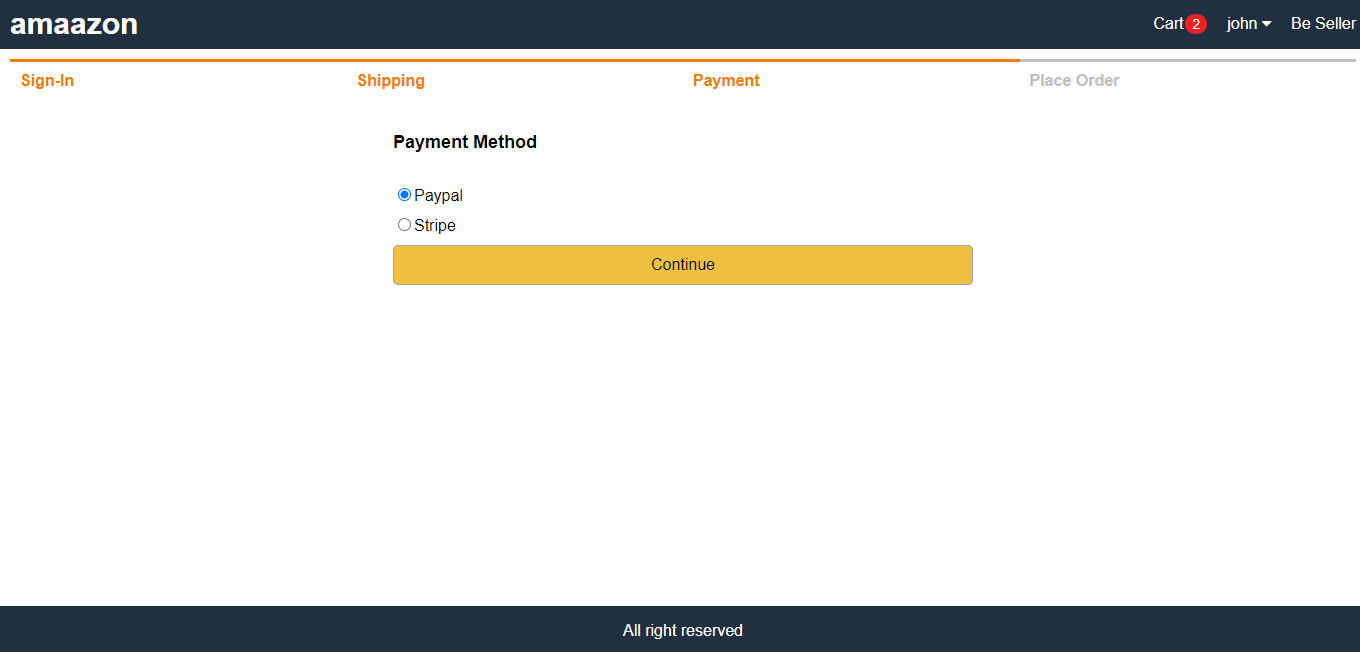 amaazon
Cart 2 john Be Seller
Sign-In Shipping Payment Place Order
Payment Method
Paypal
Stripe
Continue
All right reserved